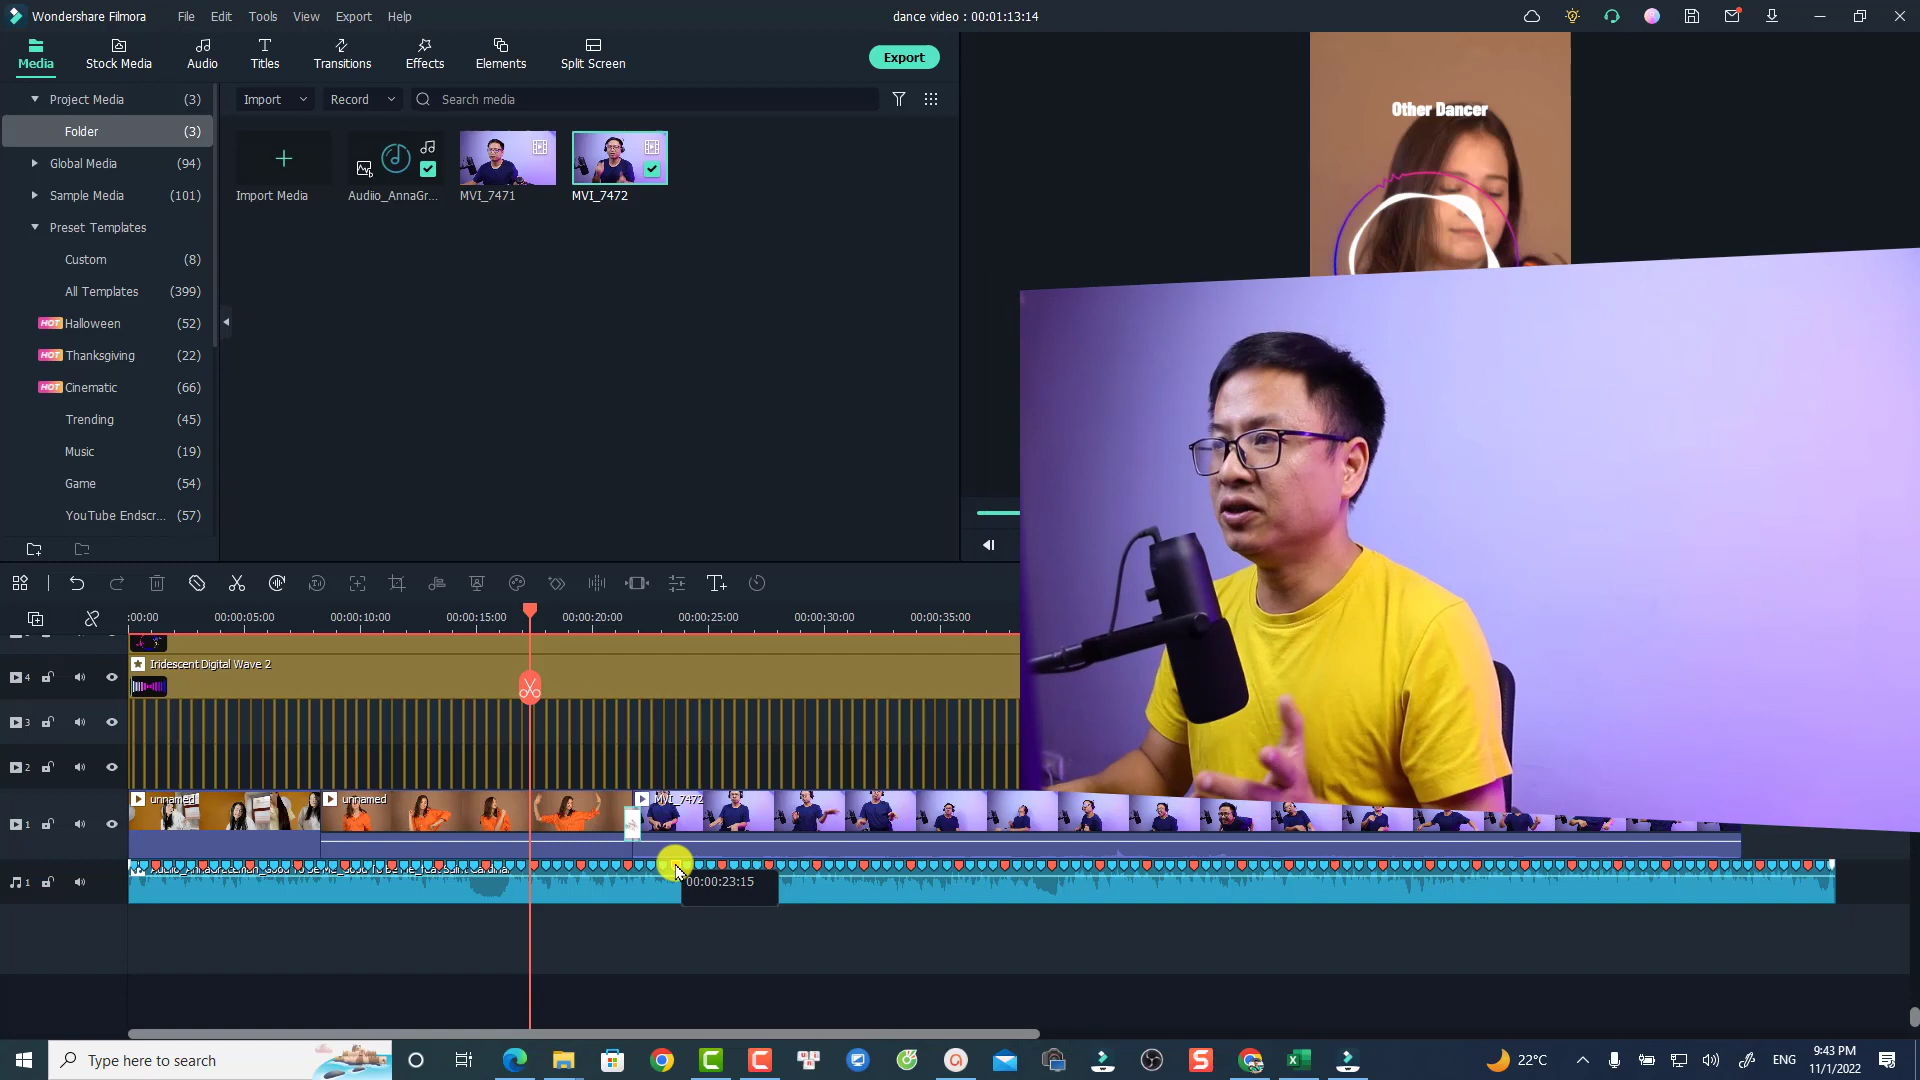 Wondershare Filmora
File
Edit
Tools
View
Export
Help
dance video : 00:01:13:14
Media
Stock Media
Audio
Titles
Transitions
Effects
Elements
Split Screen
Export
Project Media (3)
Folder (3)
Global Media (94)
Sample Media (101)
Preset Templates
Custom (8)
All Templates (399)
HOT Halloween (52)
HOT Thanksgiving (22)
HOT Cinematic (66)
Trending (45)
Music (19)
Game (54)
YouTube Endscr... (57)
Import
Record
Search media
Import Media
Audiio_AnnaGr...
MVI_7471
MVI_7472
Other Dancer
:00:00
00:00:05:00
00:00:10:00
00:00:15:00
00:00:20:00
00:00:25:00
00:00:30:00
00:00:35:00
4
Iridescent Digital Wave 2
3
2
1
unnamed
unnamed
MVI_7472
1
00:00:23:15
Type here to search
22°C
ENG
9:43 PM
11/1/2022